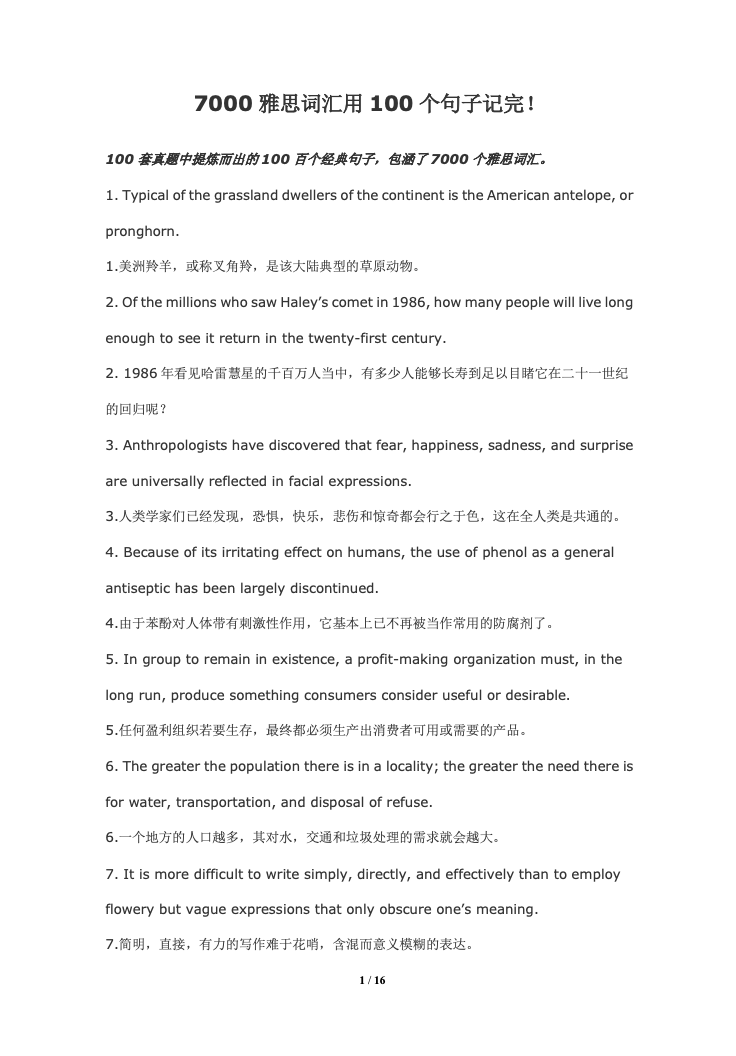 7000 雅思词汇用 100 个句子记完！
100 套真题中提炼而出的 100 百个经典句子，包涵了 7000 个雅思词汇。
1. Typical of the grassland dwellers of the continent is the American antelope, or
pronghorn.
1.美洲羚羊，或称叉角羚，是该大陆典型的草原动物。
2. Of the millions who saw Haley’s comet in 1986, how many people will live long
enough to see it return in the twenty-first century.
2. 1986 年看见哈雷慧星的千百万人当中，有多少人能够长寿到足以目睹它在二十一世纪
的回归呢？
3. Anthropologists have discovered that fear, happiness, sadness, and surprise
are universally reflected in facial expressions.
3.人类学家们已经发现，恐惧，快乐，悲伤和惊奇都会行之于色，这在全人类是共通的。
4. Because of its irritating effect on humans, the use of phenol as a general
antiseptic has been largely discontinued.
4.由于苯酚对人体带有刺激性作用，它基本上已不再被当作常用的防腐剂了。
5. In group to remain in existence, a profit-making organization must, in the
long run, produce something consumers consider useful or desirable.
5.任何盈利组织若要生存，最终都必须生产出消费者可用或需要的产品。
6. The greater the population there is in a locality; the greater the need there is
for water, transportation, and disposal of refuse.
6.一个地方的人口越多，其对水，交通和垃圾处理的需求就会越大。
7. It is more difficult to write simply, directly, and effectively than to employ
flowery but vague expressions that only obscure one’s meaning.
7.简明，直接，有力的写作难于花哨，含混而意义模糊的表达。
1 / 16